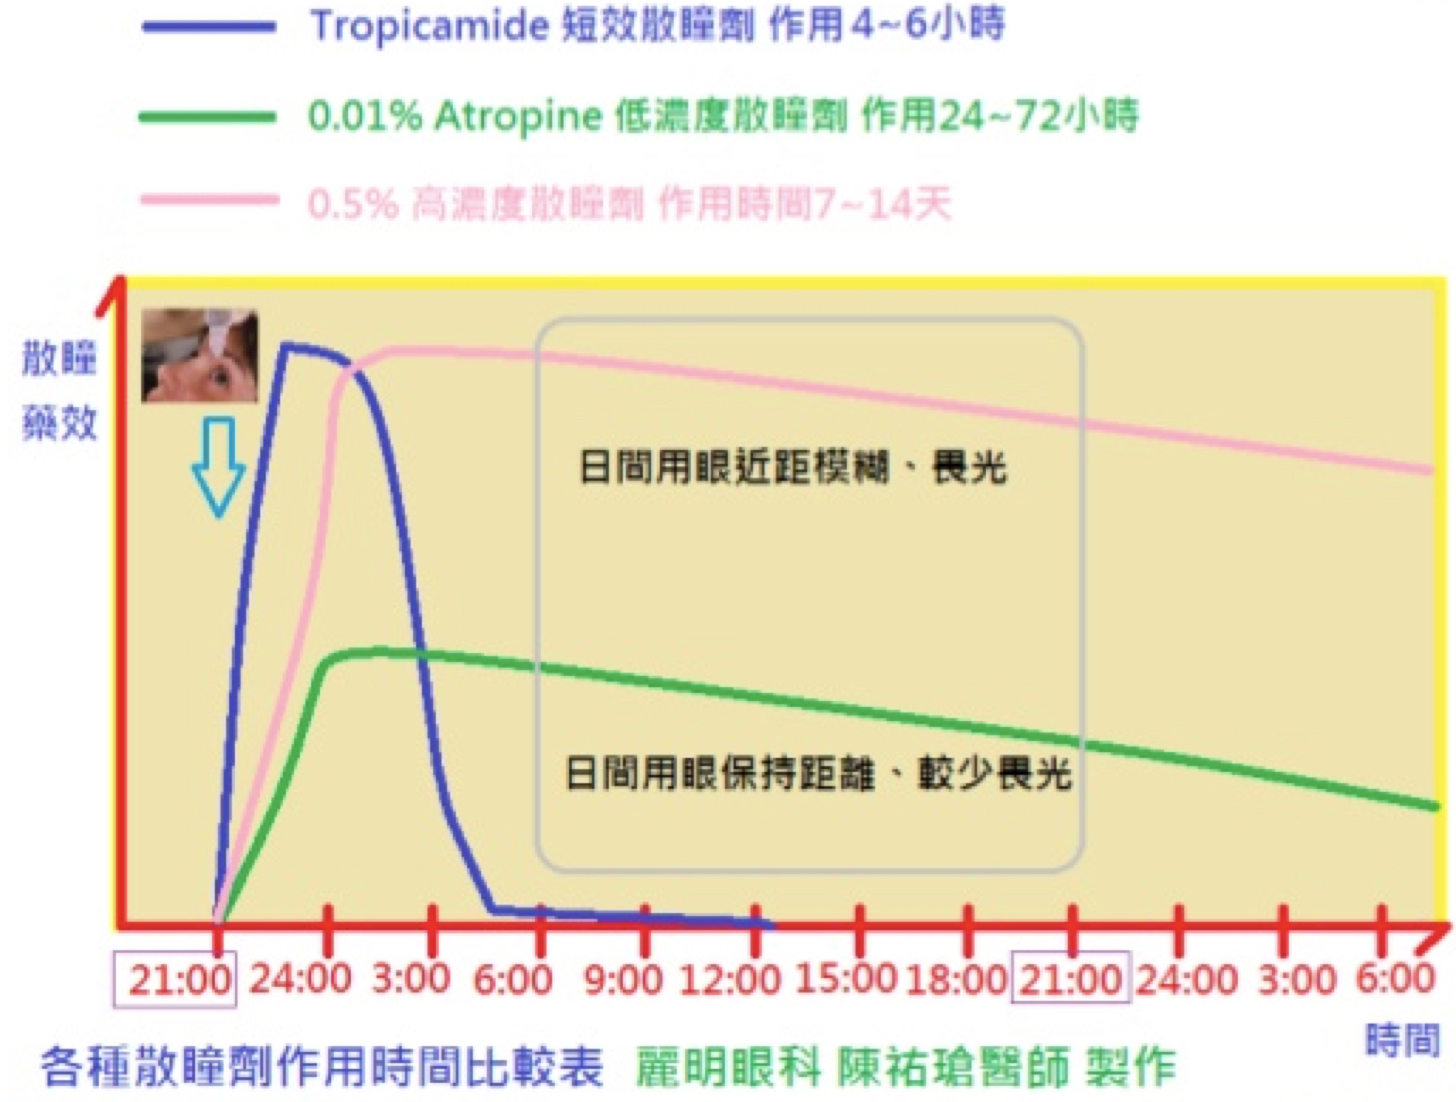 Tropicamide 短效散瞳劑 作用4~6小時
0.01% Atropine 低濃度散瞳劑 作用24~72小時
0.5% 高濃度散瞳劑 作用時間7~14天
散瞳
藥效
日間用眼近距模糊、畏光
日間用眼保持距離、較少畏光
21:00 24:00 3:00 6:00 9:00 12:00 15:00 18:00 21:00 24:00 3:00 6:00
時間
各種散瞳劑作用時間比較表 麗明眼科 陳祐瑲醫師 製作